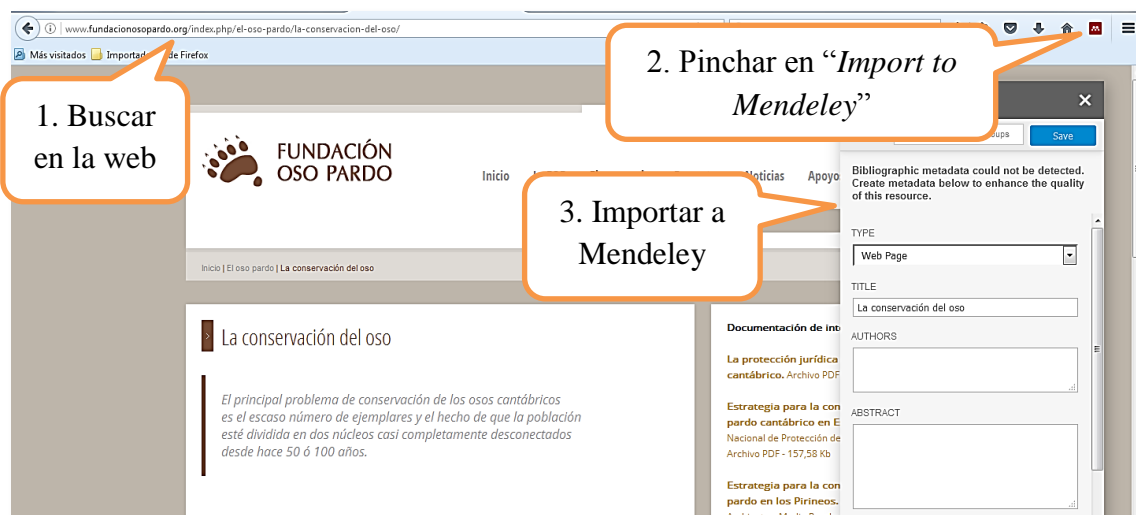 www.fundacionosopardo.org/index.php/el-oso-pardo/la-conservacion-del-oso/
Más visitados Importad de Firefox
1. Buscar
en la web
2. Pinchar en “Import to
Mendeley”
3. Importar a
Mendeley
FUNDACIÓN
OSO PARDO
Inicio Noticias Apoyo
Inicio | El oso pardo | La conservación del oso
La conservación del oso
El principal problema de conservación de los osos cantábricos
es el escaso número de ejemplares y el hecho de que la población
esté dividida en dos núcleos casi completamente desconectados
desde hace 50 ó 100 años.
Documentación de int
La protección jurídica
cantábrico. Archivo PDF
Estrategia para la con
pardo cantábrico en E
Nacional de Protección de
Archivo PDF - 157,58 Kb
Estrategia para la con
pardo en los Pirineos.
×
oups Save
Bibliographic metadata could not be detected.
Create metadata below to enhance the quality
of this resource.
TYPE
Web Page
TITLE
La conservación del oso
AUTHORS
ABSTRACT